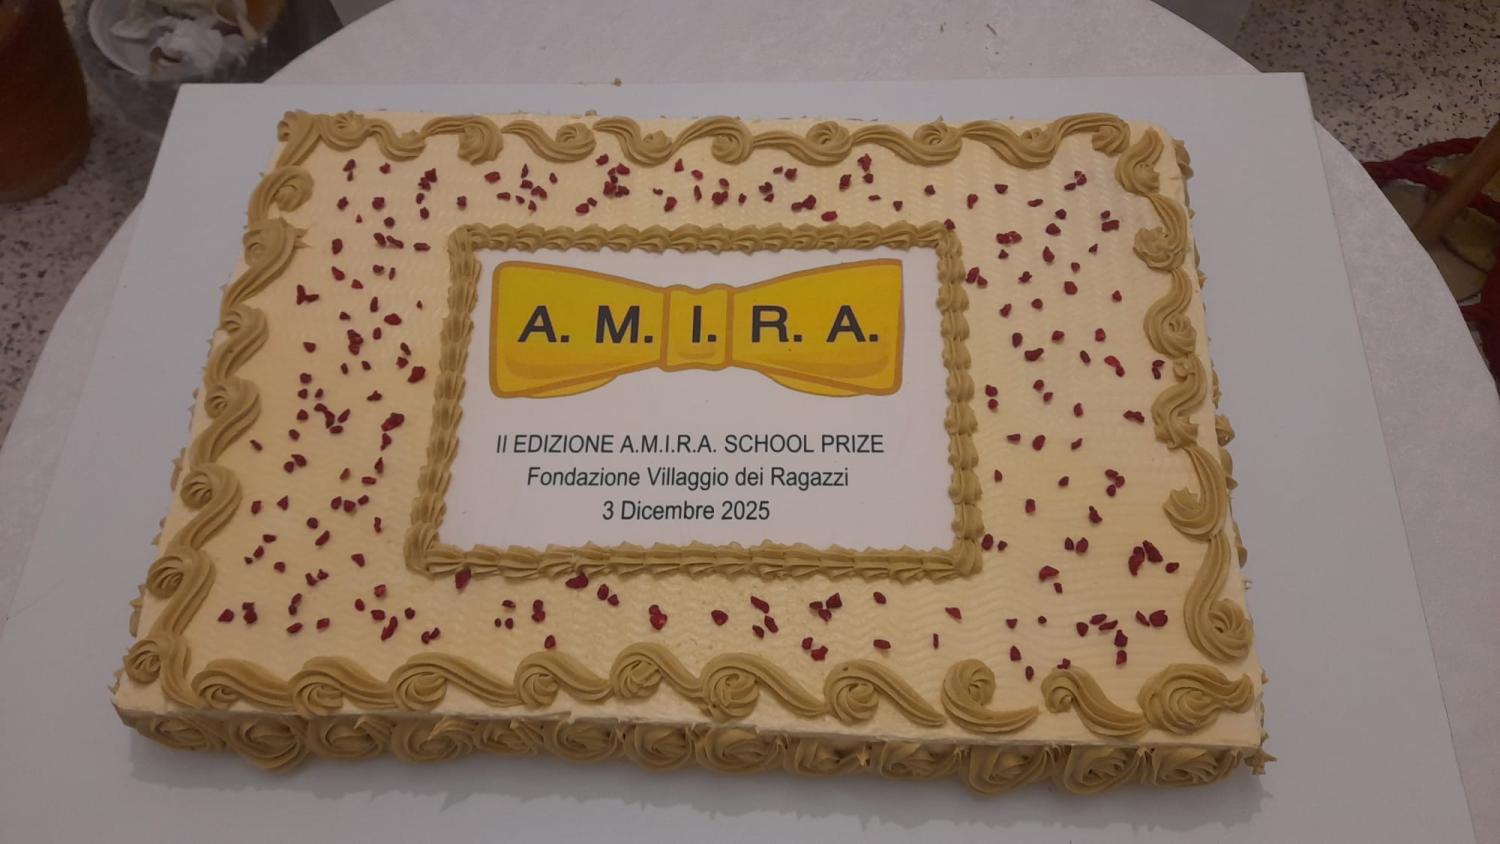 A. M. I. R. A.
II EDIZIONE A.M.I.R.A. SCHOOL PRIZE
Fondazione Villaggio dei Ragazzi
3 Dicembre 2025